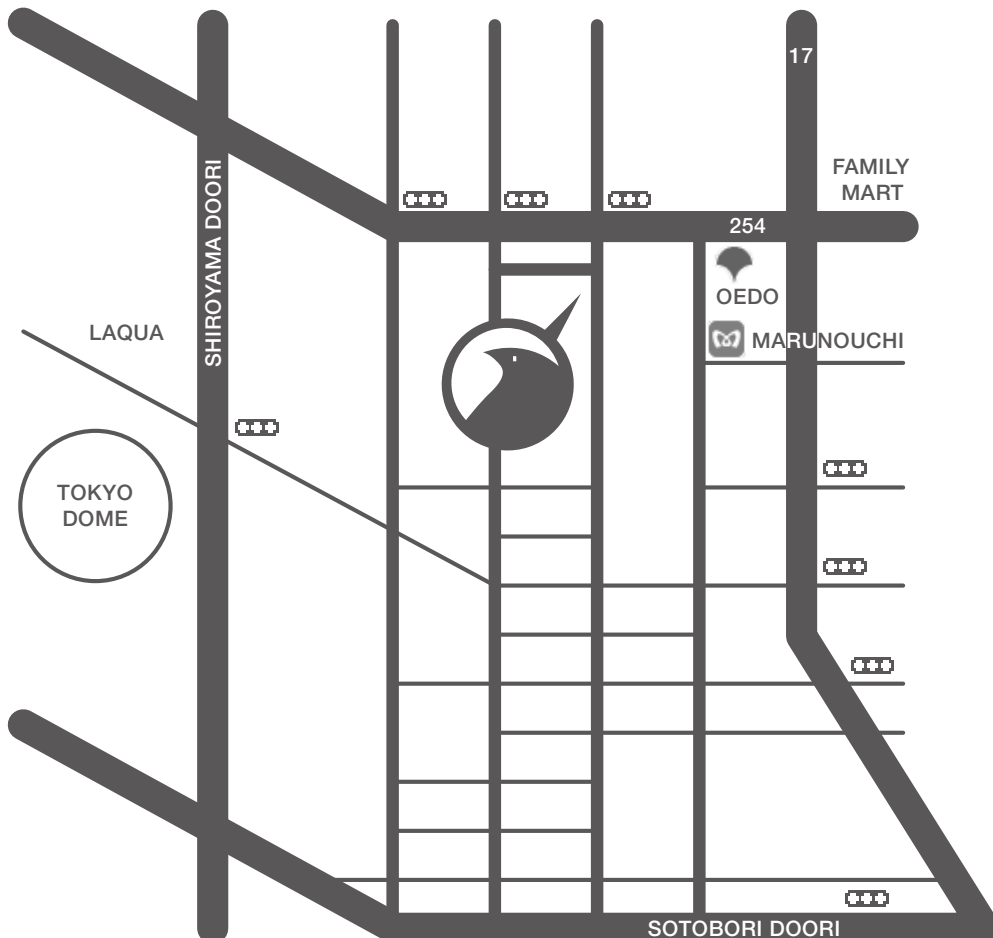 17
FAMILY
MART
254
SHIROYAMA DOORI
OEDO
LAQUA
MARUNOUCHI
TOKYO
DOME
SOTOBORI DOORI